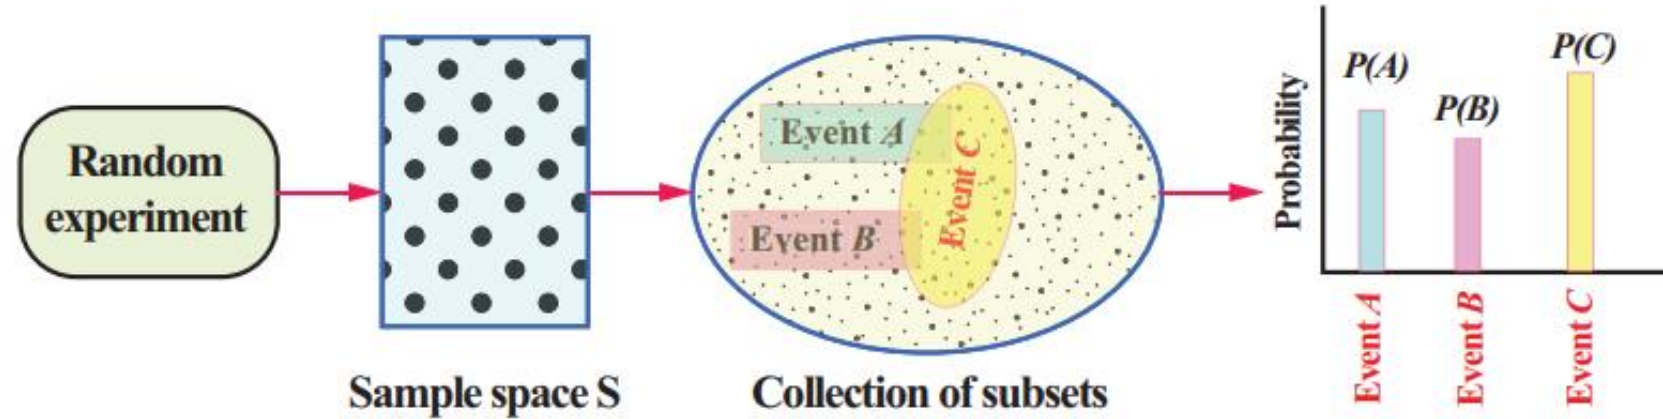 Random
experiment
Sample space S
Event A
Event B
Event C
Collection of subsets
Probability
P(A)
P(B)
P(C)
Event A
Event B
Event C